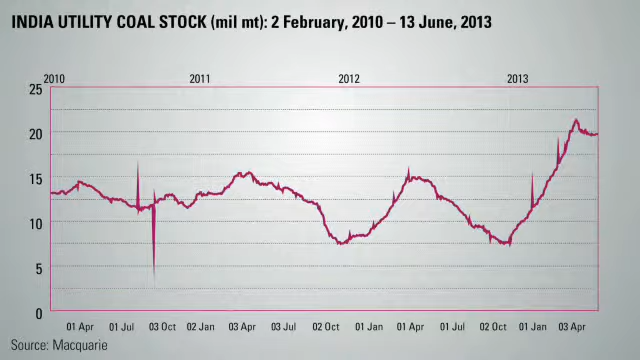 INDIA UTILITY COAL STOCK (mil mt): 2 February, 2010 – 13 June, 2013
2010 2011 2012 2013
25
20
15
10
5
0
01 Apr 01 Jul 03 Oct 02 Jan 03 Apr 03 Jul 02 Oct 01 Jan 01 Apr 01 Jul 02 Oct 01 Jan 03 Apr
Source: Macquarie